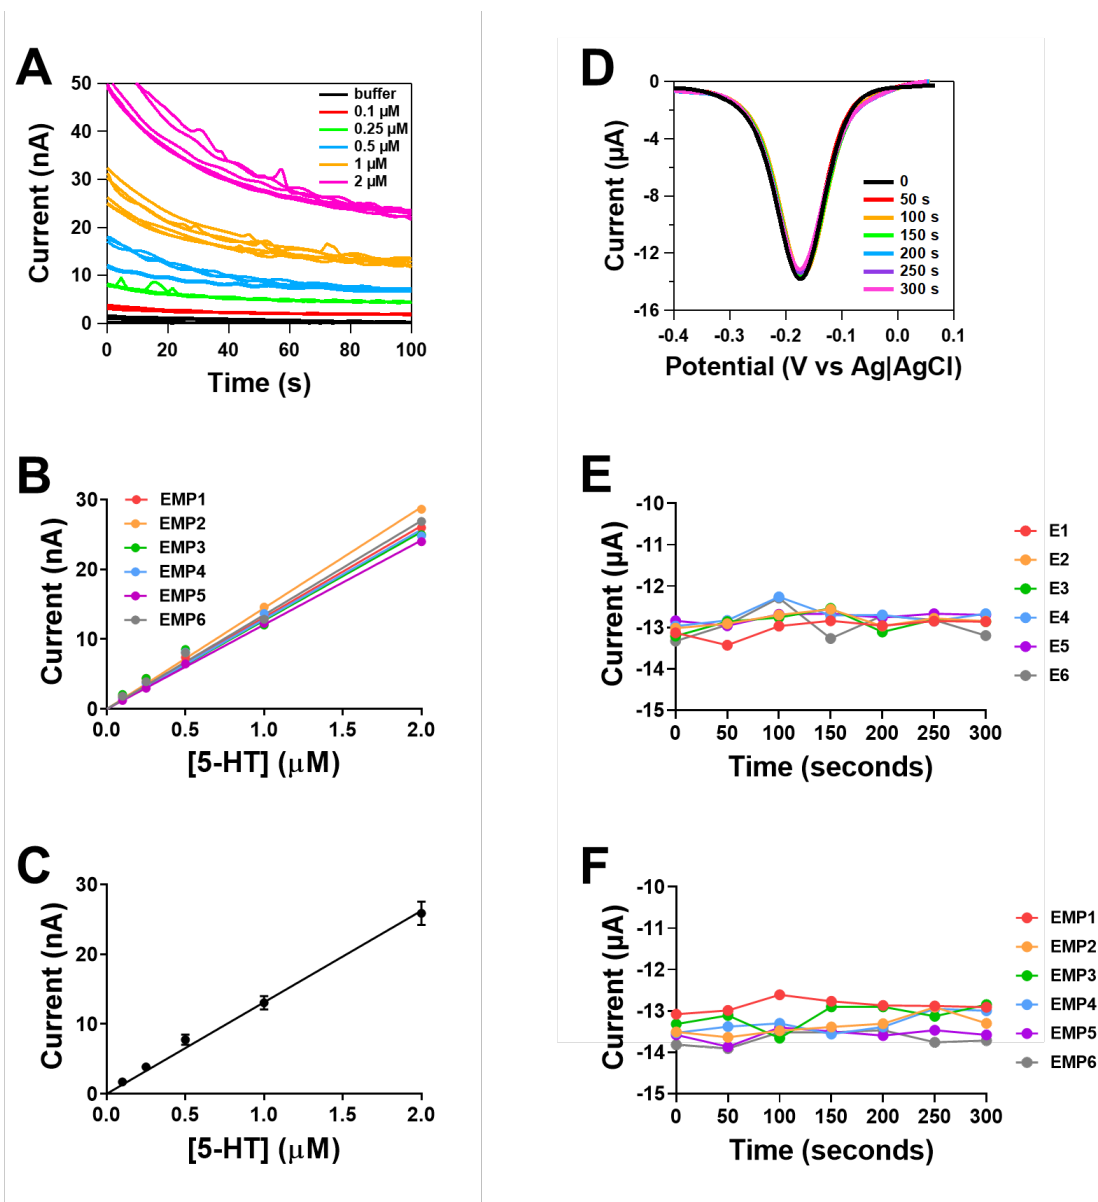 A
Current (nA)
50
40
30
20
10
0
buffer
0.1 µM
0.25 µM
0.5 µM
1 µM
2 µM
0 20 40 60 80 100
Time (s)
D
Current (µA)
0
-4
-8
-12
-16
0
50 s
100 s
150 s
200 s
250 s
300 s
-0.4 -0.3 -0.2 -0.1 0.0 0.1
Potential (V vs Ag|AgCl)
B
Current (nA)
30
20
10
0
EMP1
EMP2
EMP3
EMP4
EMP5
EMP6
0.0 0.5 1.0 1.5 2.0
[5-HT] (µM)
E
Current (µA)
-10
-11
-12
-13
-14
-15
E1
E2
E3
E4
E5
E6
0 50 100 150 200 250 300
Time (seconds)
C
Current (nA)
30
20
10
0
0.0 0.5 1.0 1.5 2.0
[5-HT] (µM)
F
Current (µA)
-10
-11
-12
-13
-14
-15
EMP1
EMP2
EMP3
EMP4
EMP5
EMP6
0 50 100 150 200 250 300
Time (seconds)